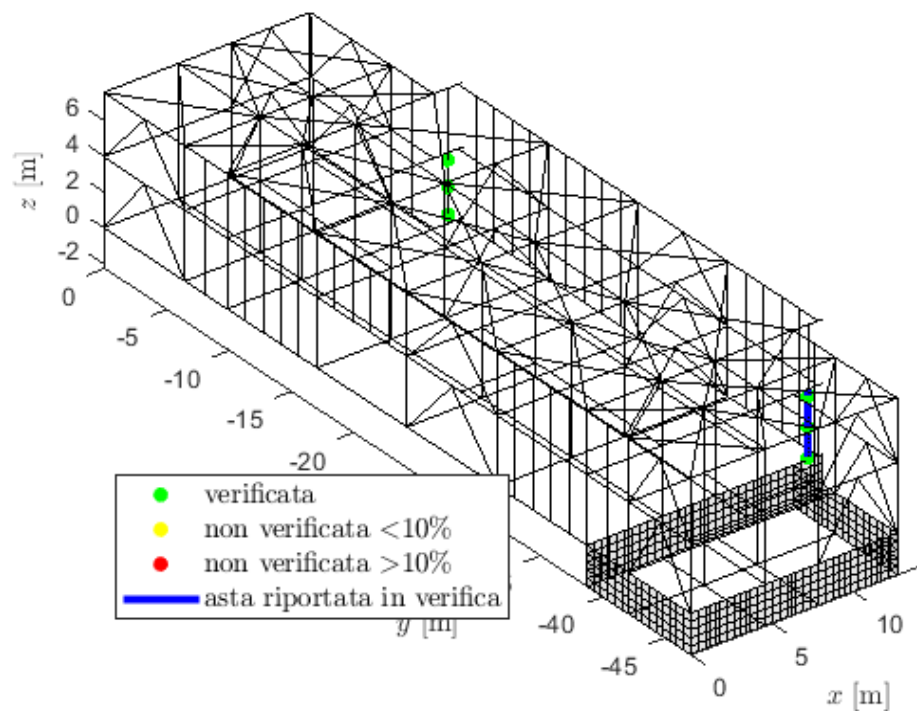 6
4
2
0
-2
z [m]
0
-5
-10
-15
-20
-40
-45
y [m]
0
5
10
x [m]
verificata
non verificata <10%
non verificata >10%
asta riportata in verifica